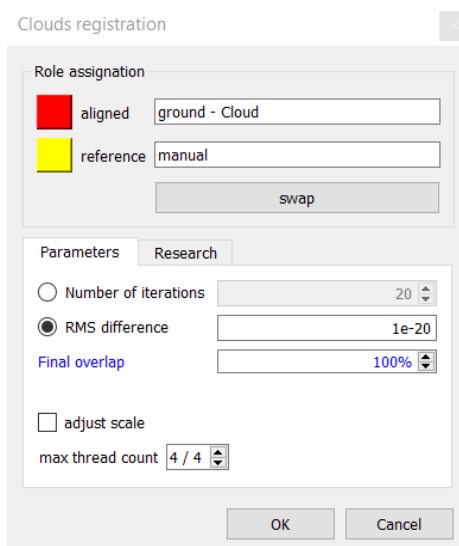 Clouds registration
Role assignation
aligned ground - Cloud
reference manual
swap
Parameters Research
Number of iterations 20
RMS difference 1e-20
Final overlap 100%
adjust scale
max thread count 4 / 4
OK Cancel